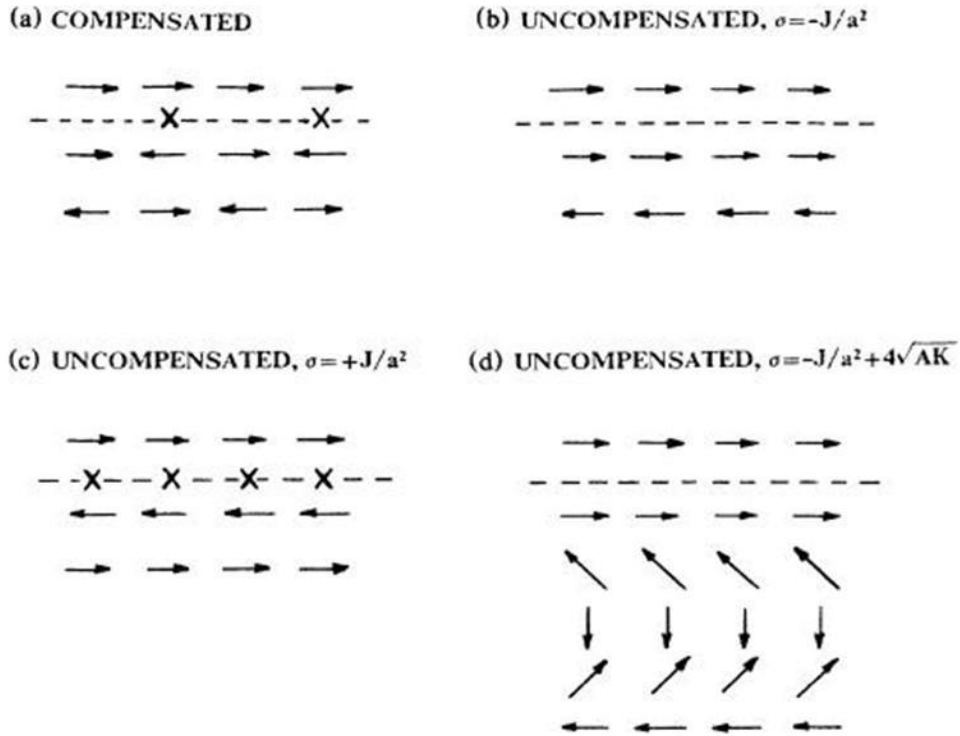 (a) COMPENSATED
(b) UNCOMPENSATED, σ=-J/a²
X X
(c) UNCOMPENSATED, σ=+J/a²
(d) UNCOMPENSATED, σ=-J/a²+4√AK
X X X X